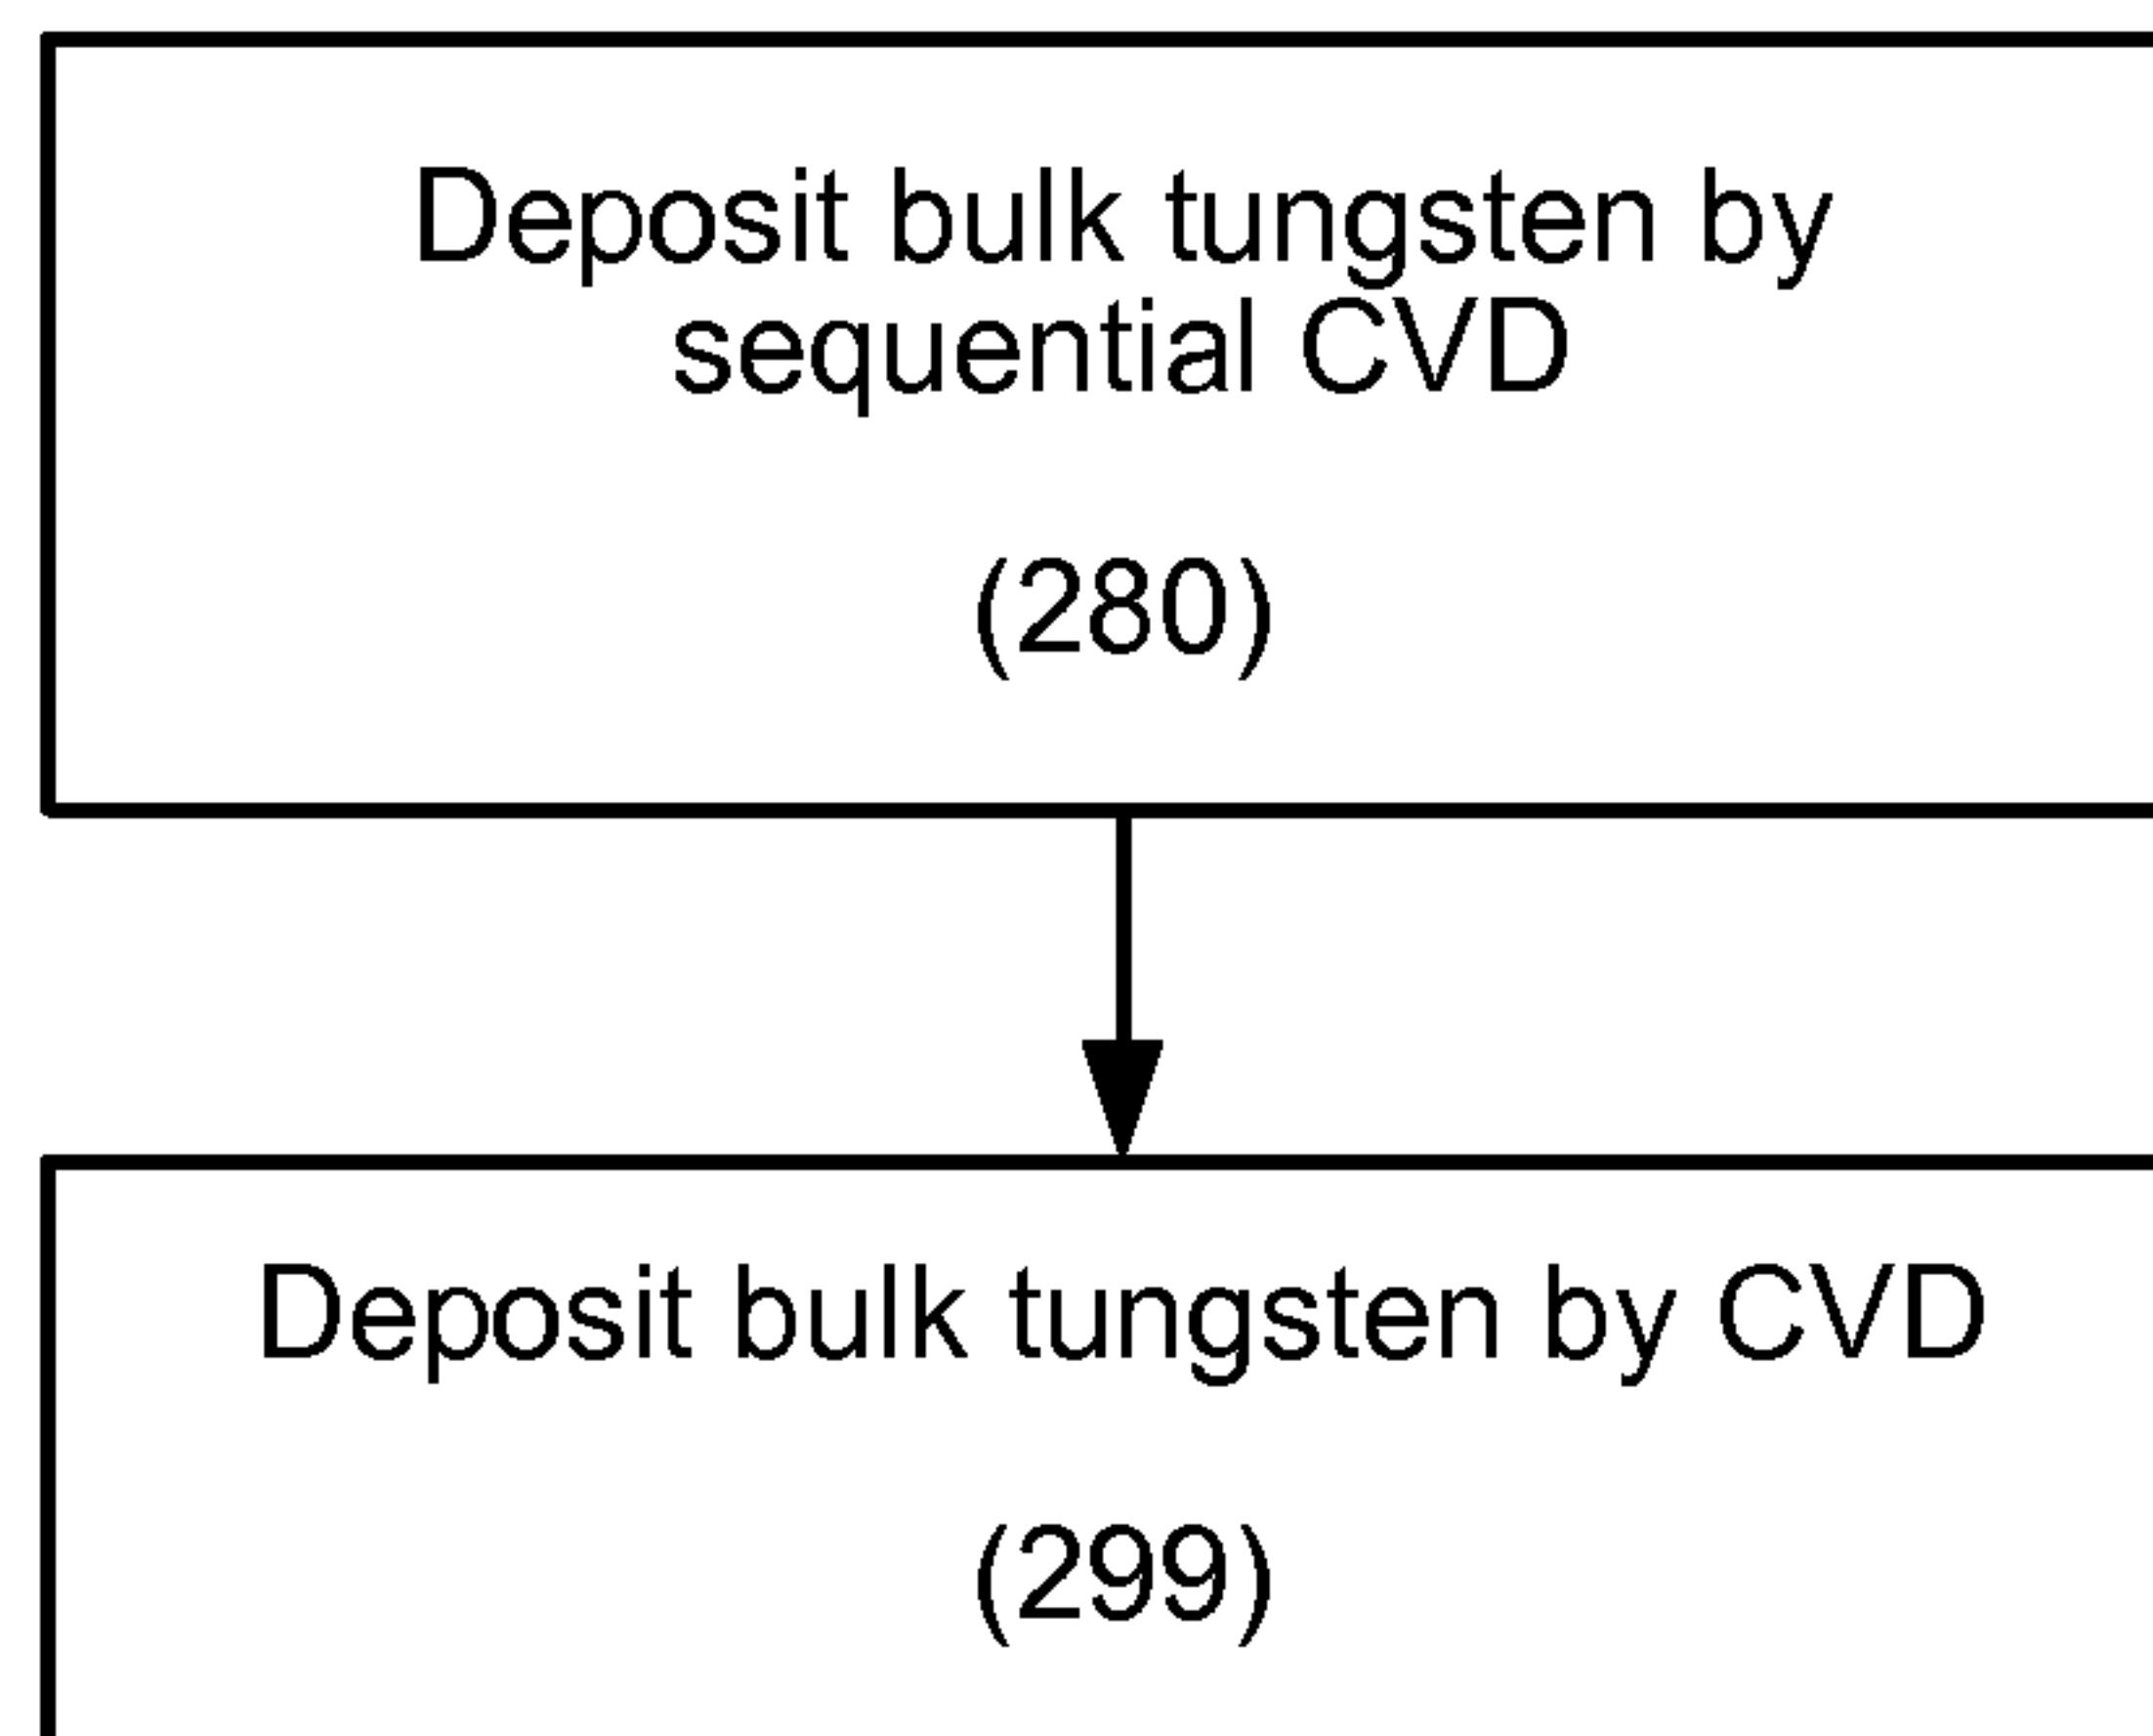 Deposit bulk tungsten by
sequential CVD
(280)
Deposit bulk tungsten by CVD
(299)